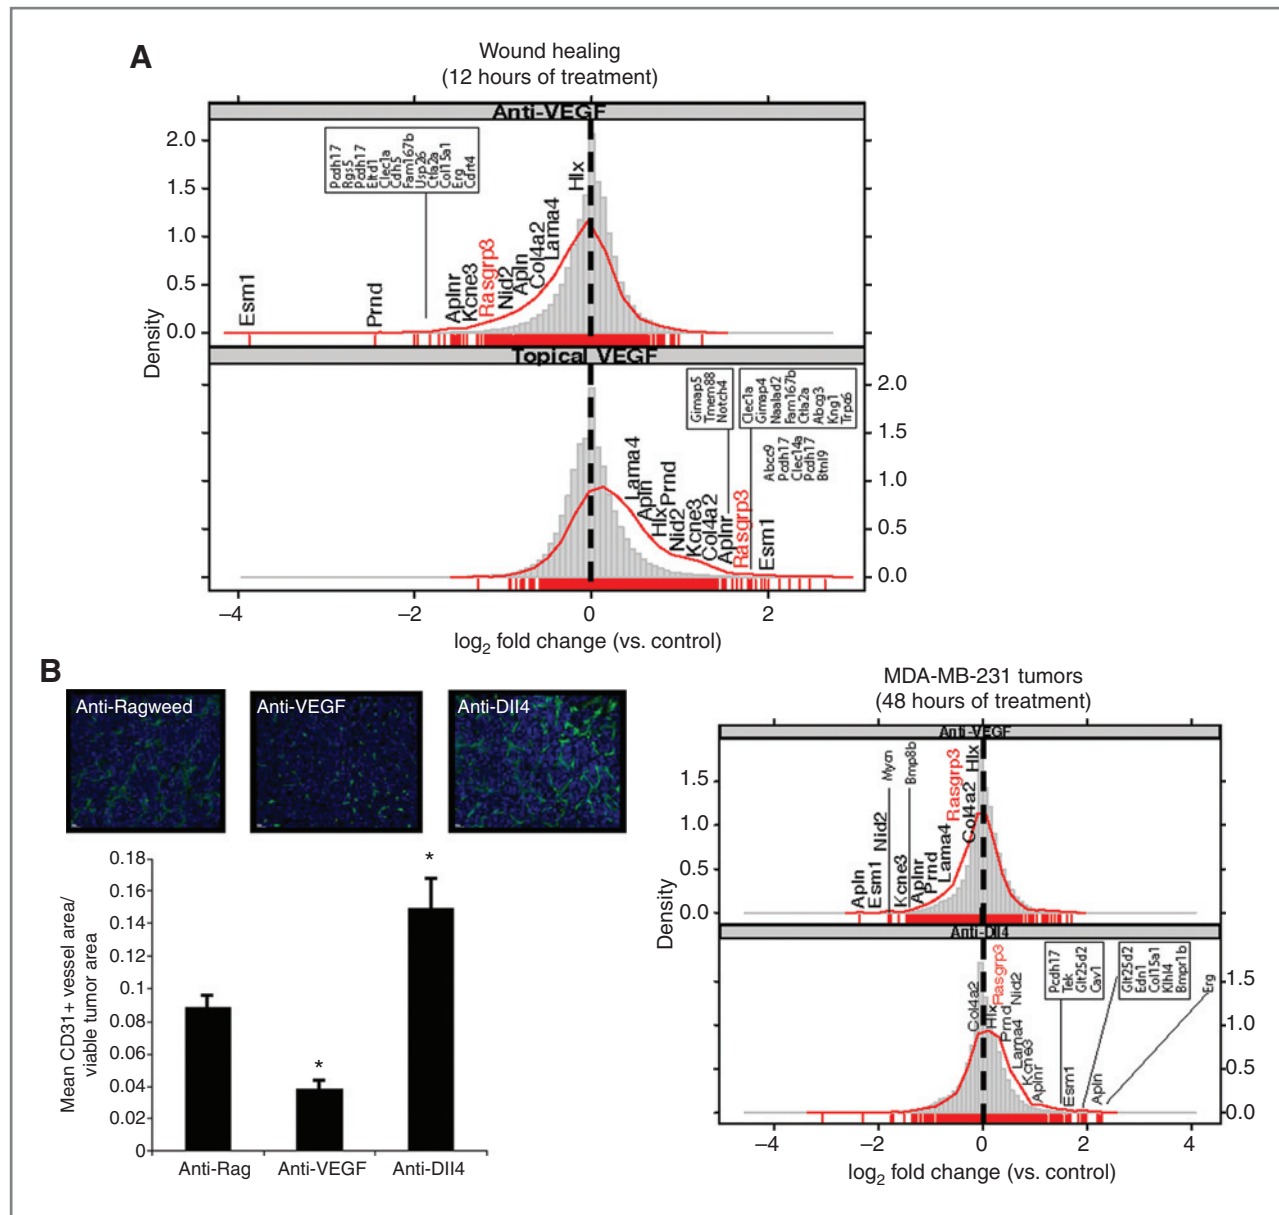 A
Wound healing
(12 hours of treatment)
Anti-VEGF
2.0
1.5
1.0
0.5
0.0
Pcdh17
Rgs5
Pcdh17
Eltd1
Clec1a
Cdh5
Fam167b
Usp26
Ctla2a
Col15a1
Erg
Cdrt4
Esm1
Prnd
Aplnr
Kcne3
Rasgrp3
Nid2
Apln
Col4a2
Lama4
Hlx
Density
Topical VEGF
Gimap5
Tmem88
Notch4
Clec1a
Gimap4
Naalad2
Fam167b
Ctla2a
Abcg3
Kng1
Trpc6
Abcc9
Pcdh17
Clec14a
Pcdh17
Btnl9
Lama4
Apln
Hlx
Prnd
Nid2
Kcne3
Col4a2
Aplnr
Rasgrp3
Esm1
2.0
1.5
1.0
0.5
0.0
−4
−2
0
2
log2 fold change (vs. control)
B
Anti-Ragweed
Anti-VEGF
Anti-Dll4
0.18
0.16
0.14
0.12
0.1
0.08
0.06
0.04
0.02
0
Mean CD31+ vessel area/
viable tumor area
*
*
Anti-Rag
Anti-VEGF
Anti-Dll4
MDA-MB-231 tumors
(48 hours of treatment)
Anti-VEGF
1.5
1.0
0.5
0.0
Apln
Esm1
Nid2
Mycn
Kcne3
Bmp8b
Aplnr
Prnd
Lama4
Rasgrp3
Col4a2
Hlx
Density
Anti-Dll4
Col4a2
Hlx
Rasgrp3
Prnd
Nid2
Lama4
Kcne3
Aplnr
Pcdh17
Tek
Glt25d2
Cav1
Esm1
Glt25d2
Edn1
Col15a1
Klhl4
Bmpr1b
Apln
Erg
1.5
1.0
0.5
0.0
−4
−2
0
2
4
log2 fold change (vs. control)